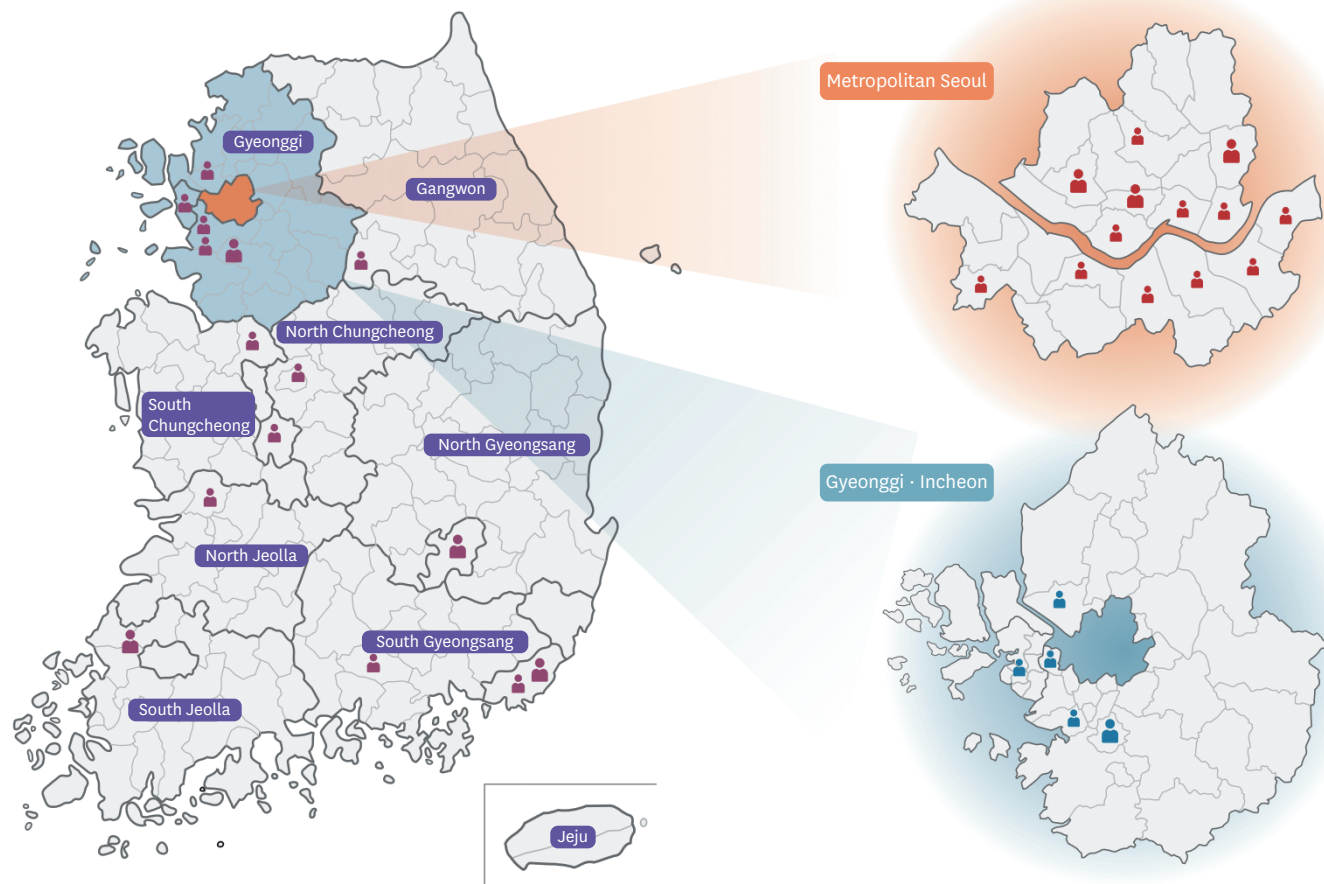 Metropolitan Seoul
Gyeonggi
Gangwon
North Chungcheong
South
Chungcheong
North Gyeongsang
Gyeonggi · Incheon
North Jeolla
South Gyeongsang
South Jeolla
Jeju